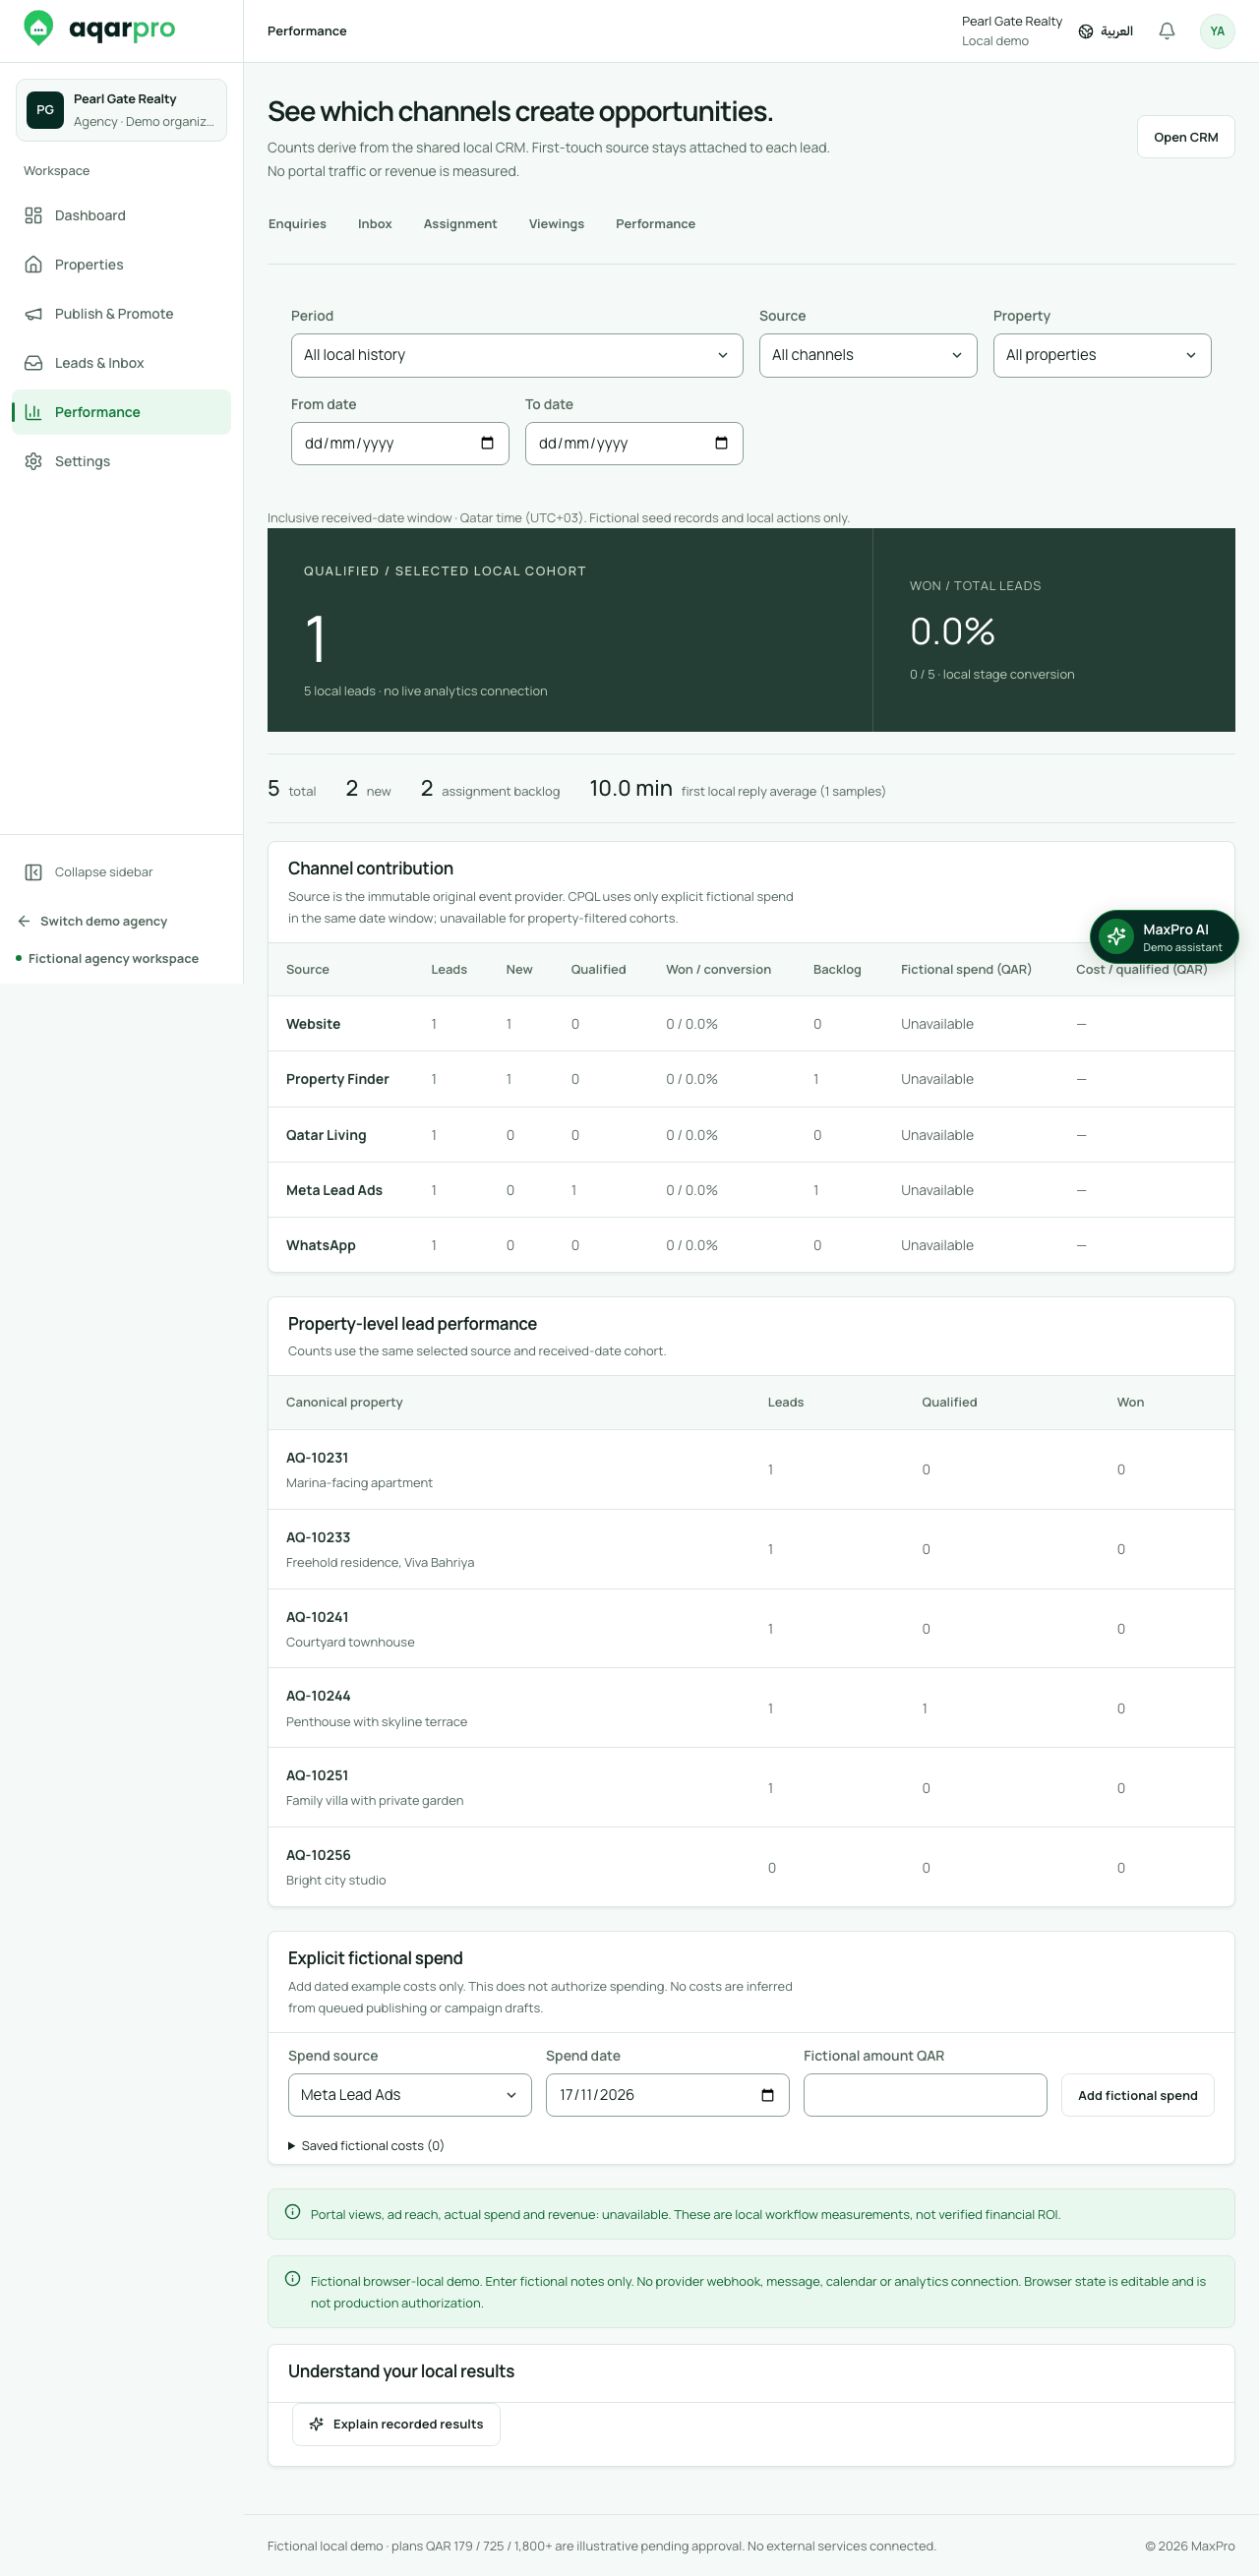 aqarpro
Performance
Pearl Gate Realty
Local demo
العربية
YA
PG
Pearl Gate Realty
Agency · Demo organiz...
Workspace
Dashboard
Properties
Publish & Promote
Leads & Inbox
Performance
Settings
Collapse sidebar
Switch demo agency
Fictional agency workspace
See which channels create opportunities.
Counts derive from the shared local CRM. First-touch source stays attached to each lead.
No portal traffic or revenue is measured.
Open CRM
Enquiries Inbox Assignment Viewings Performance
Period Source Property
All local history All channels All properties
From date To date
dd/mm/yyyy dd/mm/yyyy
Inclusive received-date window · Qatar time (UTC+03). Fictional seed records and local actions only.
QUALIFIED / SELECTED LOCAL COHORT
1
5 local leads · no live analytics connection
WON / TOTAL LEADS
0.0%
0 / 5 · local stage conversion
5 total 2 new 2 assignment backlog 10.0 min first local reply average (1 samples)
Channel contribution
Source is the immutable original event provider. CPQL uses only explicit fictional spend
in the same date window; unavailable for property-filtered cohorts.
MaxPro AI
Demo assistant
Source Leads New Qualified Won / conversion Backlog Fictional spend (QAR) Cost / qualified (QAR)
Website 1 1 0 0 / 0.0% 0 Unavailable —
Property Finder 1 1 0 0 / 0.0% 1 Unavailable —
Qatar Living 1 0 0 0 / 0.0% 0 Unavailable —
Meta Lead Ads 1 0 1 0 / 0.0% 1 Unavailable —
WhatsApp 1 0 0 0 / 0.0% 0 Unavailable —
Property-level lead performance
Counts use the same selected source and received-date cohort.
Canonical property Leads Qualified Won
AQ-10231
Marina-facing apartment
1 0 0
AQ-10233
Freehold residence, Viva Bahriya
1 0 0
AQ-10241
Courtyard townhouse
1 0 0
AQ-10244
Penthouse with skyline terrace
1 1 0
AQ-10251
Family villa with private garden
1 0 0
AQ-10256
Bright city studio
0 0 0
Explicit fictional spend
Add dated example costs only. This does not authorize spending. No costs are inferred
from queued publishing or campaign drafts.
Spend source Spend date Fictional amount QAR
Meta Lead Ads 17/11/2026 Add fictional spend
Saved fictional costs (0)
Portal views, ad reach, actual spend and revenue: unavailable. These are local workflow measurements, not verified financial ROI.
Fictional browser-local demo. Enter fictional notes only. No provider webhook, message, calendar or analytics connection. Browser state is editable and is
not production authorization.
Understand your local results
Explain recorded results
Fictional local demo · plans QAR 179 / 725 / 1,800+ are illustrative pending approval. No external services connected.
© 2026 MaxPro